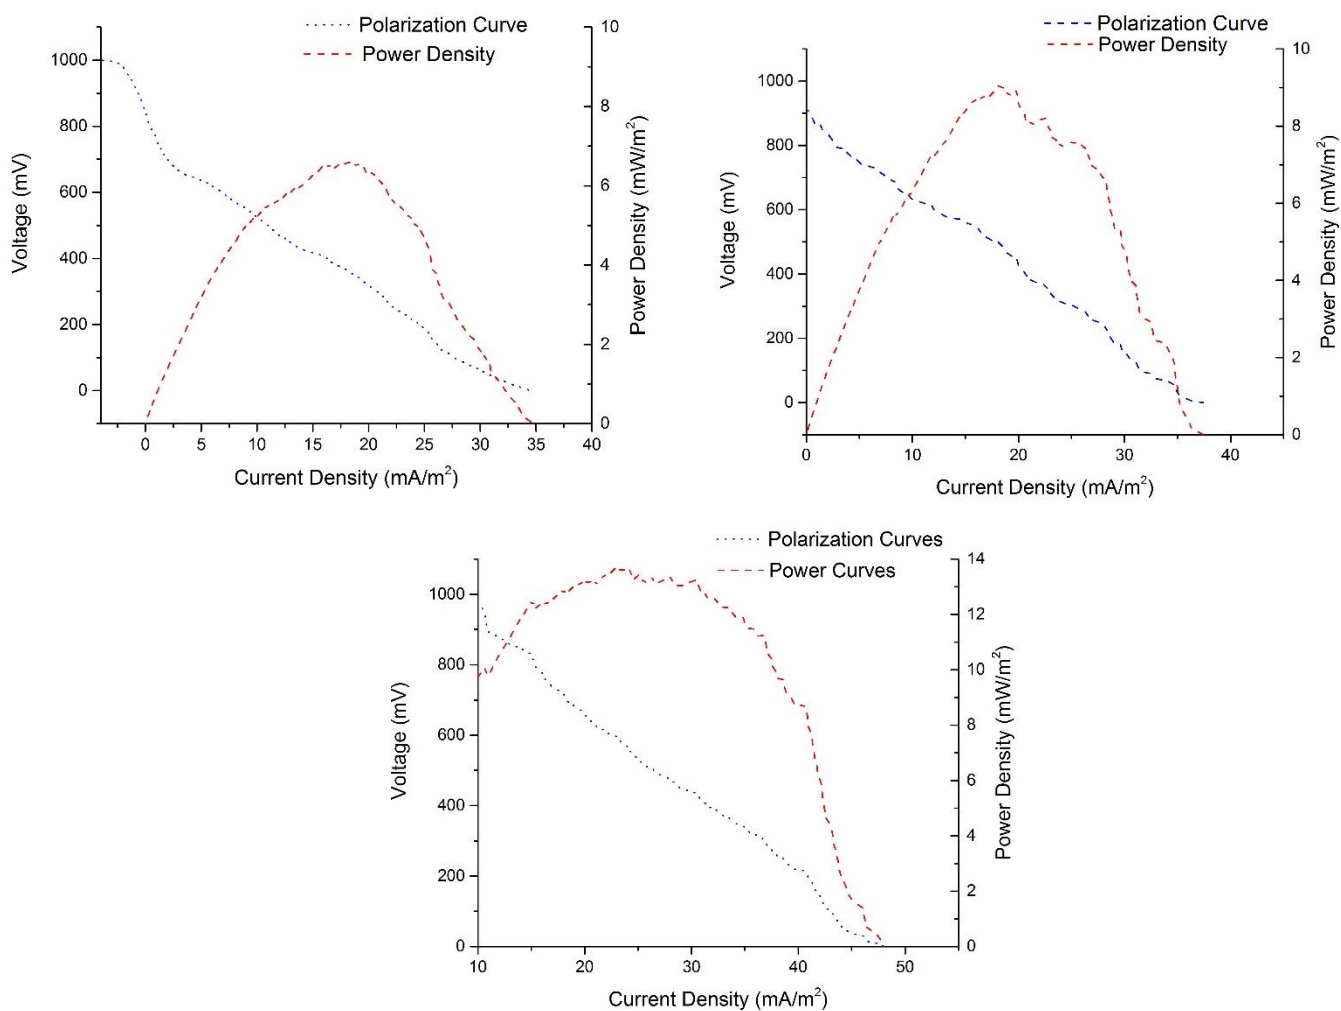 Polarization Curve
Power Density
1000
800
600
400
200
0
Voltage (mV)
10
8
6
4
2
0
Power Density (mW/m²)
0 5 10 15 20 25 30 35 40
Current Density (mA/m²)
Polarization Curve
Power Density
1000
800
600
400
200
0
Voltage (mV)
10
8
6
4
2
0
Power Density (mW/m²)
0 10 20 30 40
Current Density (mA/m²)
Polarization Curves
Power Curves
1000
800
600
400
200
0
Voltage (mV)
14
12
10
8
6
4
2
0
Power Density (mW/m²)
10 20 30 40 50
Current Density (mA/m²)